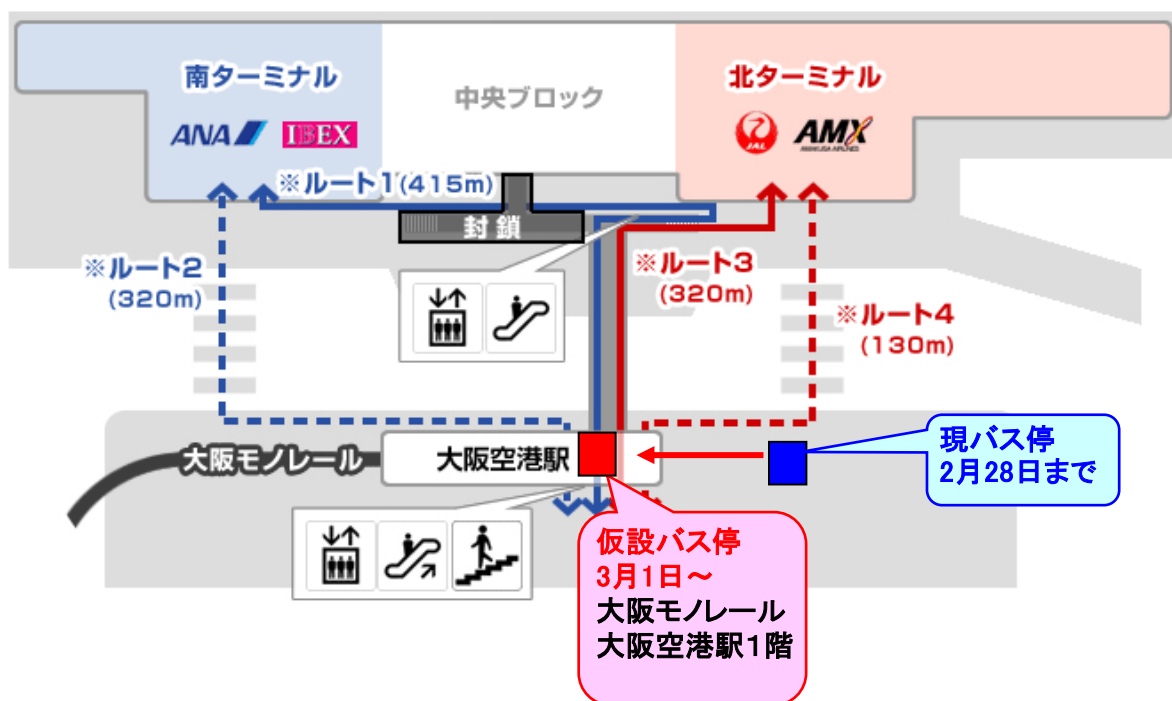 南ターミナル
ANA
IBEX
中央ブロック
北ターミナル
JAL
AMX
AMAKUSA AIRLINES
※ルート1(415m)
封鎖
※ルート2
(320m)
※ルート3
(320m)
※ルート4
(130m)
大阪モノレール
大阪空港駅
現バス停
2月28日まで
仮設バス停
3月1日～
大阪モノレール
大阪空港駅1階